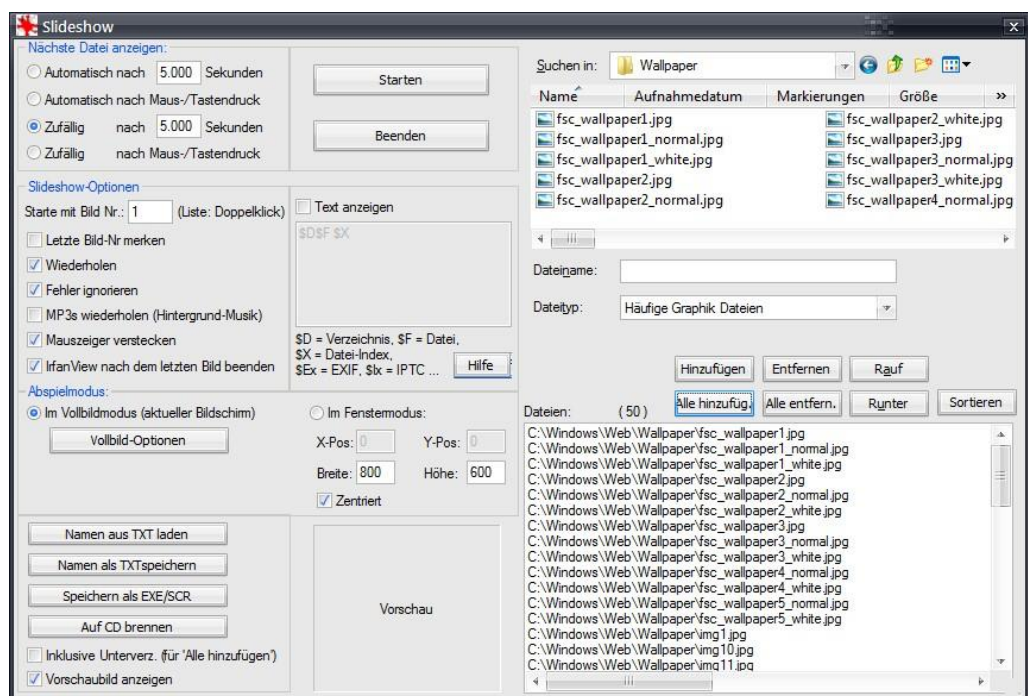 Slideshow
Nächste Datei anzeigen:
Automatisch nach 5.000 Sekunden
Automatisch nach Maus-/Tastendruck
Zufällig nach 5.000 Sekunden
Zufällig nach Maus-/Tastendruck
Starten
Beenden
Slideshow-Optionen
Starte mit Bild Nr.: 1 (Liste: Doppelklick)
Letzte Bild-Nr merken
Wiederholen
Fehler ignorieren
MP3s wiederholen (Hintergrund-Musik)
Mauszeiger verstecken
IrfanView nach dem letzten Bild beenden
Text anzeigen
$D$F $X
$D = Verzeichnis, $F = Datei,
$X = Datei-Index,
$Ex = EXIF, $Ix = IPTC ...
Hilfe
Abspielmodus:
Im Vollbildmodus (aktueller Bildschirm)
Vollbild-Optionen
Im Fenstermodus:
X-Pos: 0 Y-Pos: 0
Breite: 800 Höhe: 600
Zentriert
Namen aus TXT laden
Namen als TXTspeichern
Speichern als EXE/SCR
Auf CD brennen
Inklusive Unterverz. (für 'Alle hinzufügen')
Vorschaubild anzeigen
Vorschau
Suchen in: Wallpaper
Name Aufnahmedatum Markierungen Größe »
fsc_wallpaper1.jpg fsc_wallpaper2_white.jpg
fsc_wallpaper1_normal.jpg fsc_wallpaper3.jpg
fsc_wallpaper1_white.jpg fsc_wallpaper3_normal.jpg
fsc_wallpaper2.jpg fsc_wallpaper3_white.jpg
fsc_wallpaper2_normal.jpg fsc_wallpaper4_normal.jpg
Dateiname:
Dateityp: Häufige Graphik Dateien
Hinzufügen Entfernen Rauf
Dateien: (50) Alle hinzufüg. Alle entfern. Runter Sortieren
C:\Windows\Web\Wallpaper\fsc_wallpaper1.jpg
C:\Windows\Web\Wallpaper\fsc_wallpaper1_normal.jpg
C:\Windows\Web\Wallpaper\fsc_wallpaper1_white.jpg
C:\Windows\Web\Wallpaper\fsc_wallpaper2.jpg
C:\Windows\Web\Wallpaper\fsc_wallpaper2_normal.jpg
C:\Windows\Web\Wallpaper\fsc_wallpaper2_white.jpg
C:\Windows\Web\Wallpaper\fsc_wallpaper3.jpg
C:\Windows\Web\Wallpaper\fsc_wallpaper3_normal.jpg
C:\Windows\Web\Wallpaper\fsc_wallpaper3_white.jpg
C:\Windows\Web\Wallpaper\fsc_wallpaper4_normal.jpg
C:\Windows\Web\Wallpaper\fsc_wallpaper4_white.jpg
C:\Windows\Web\Wallpaper\fsc_wallpaper5_normal.jpg
C:\Windows\Web\Wallpaper\fsc_wallpaper5_white.jpg
C:\Windows\Web\Wallpaper\img1.jpg
C:\Windows\Web\Wallpaper\img10.jpg
C:\Windows\Web\Wallpaper\img11.jpg